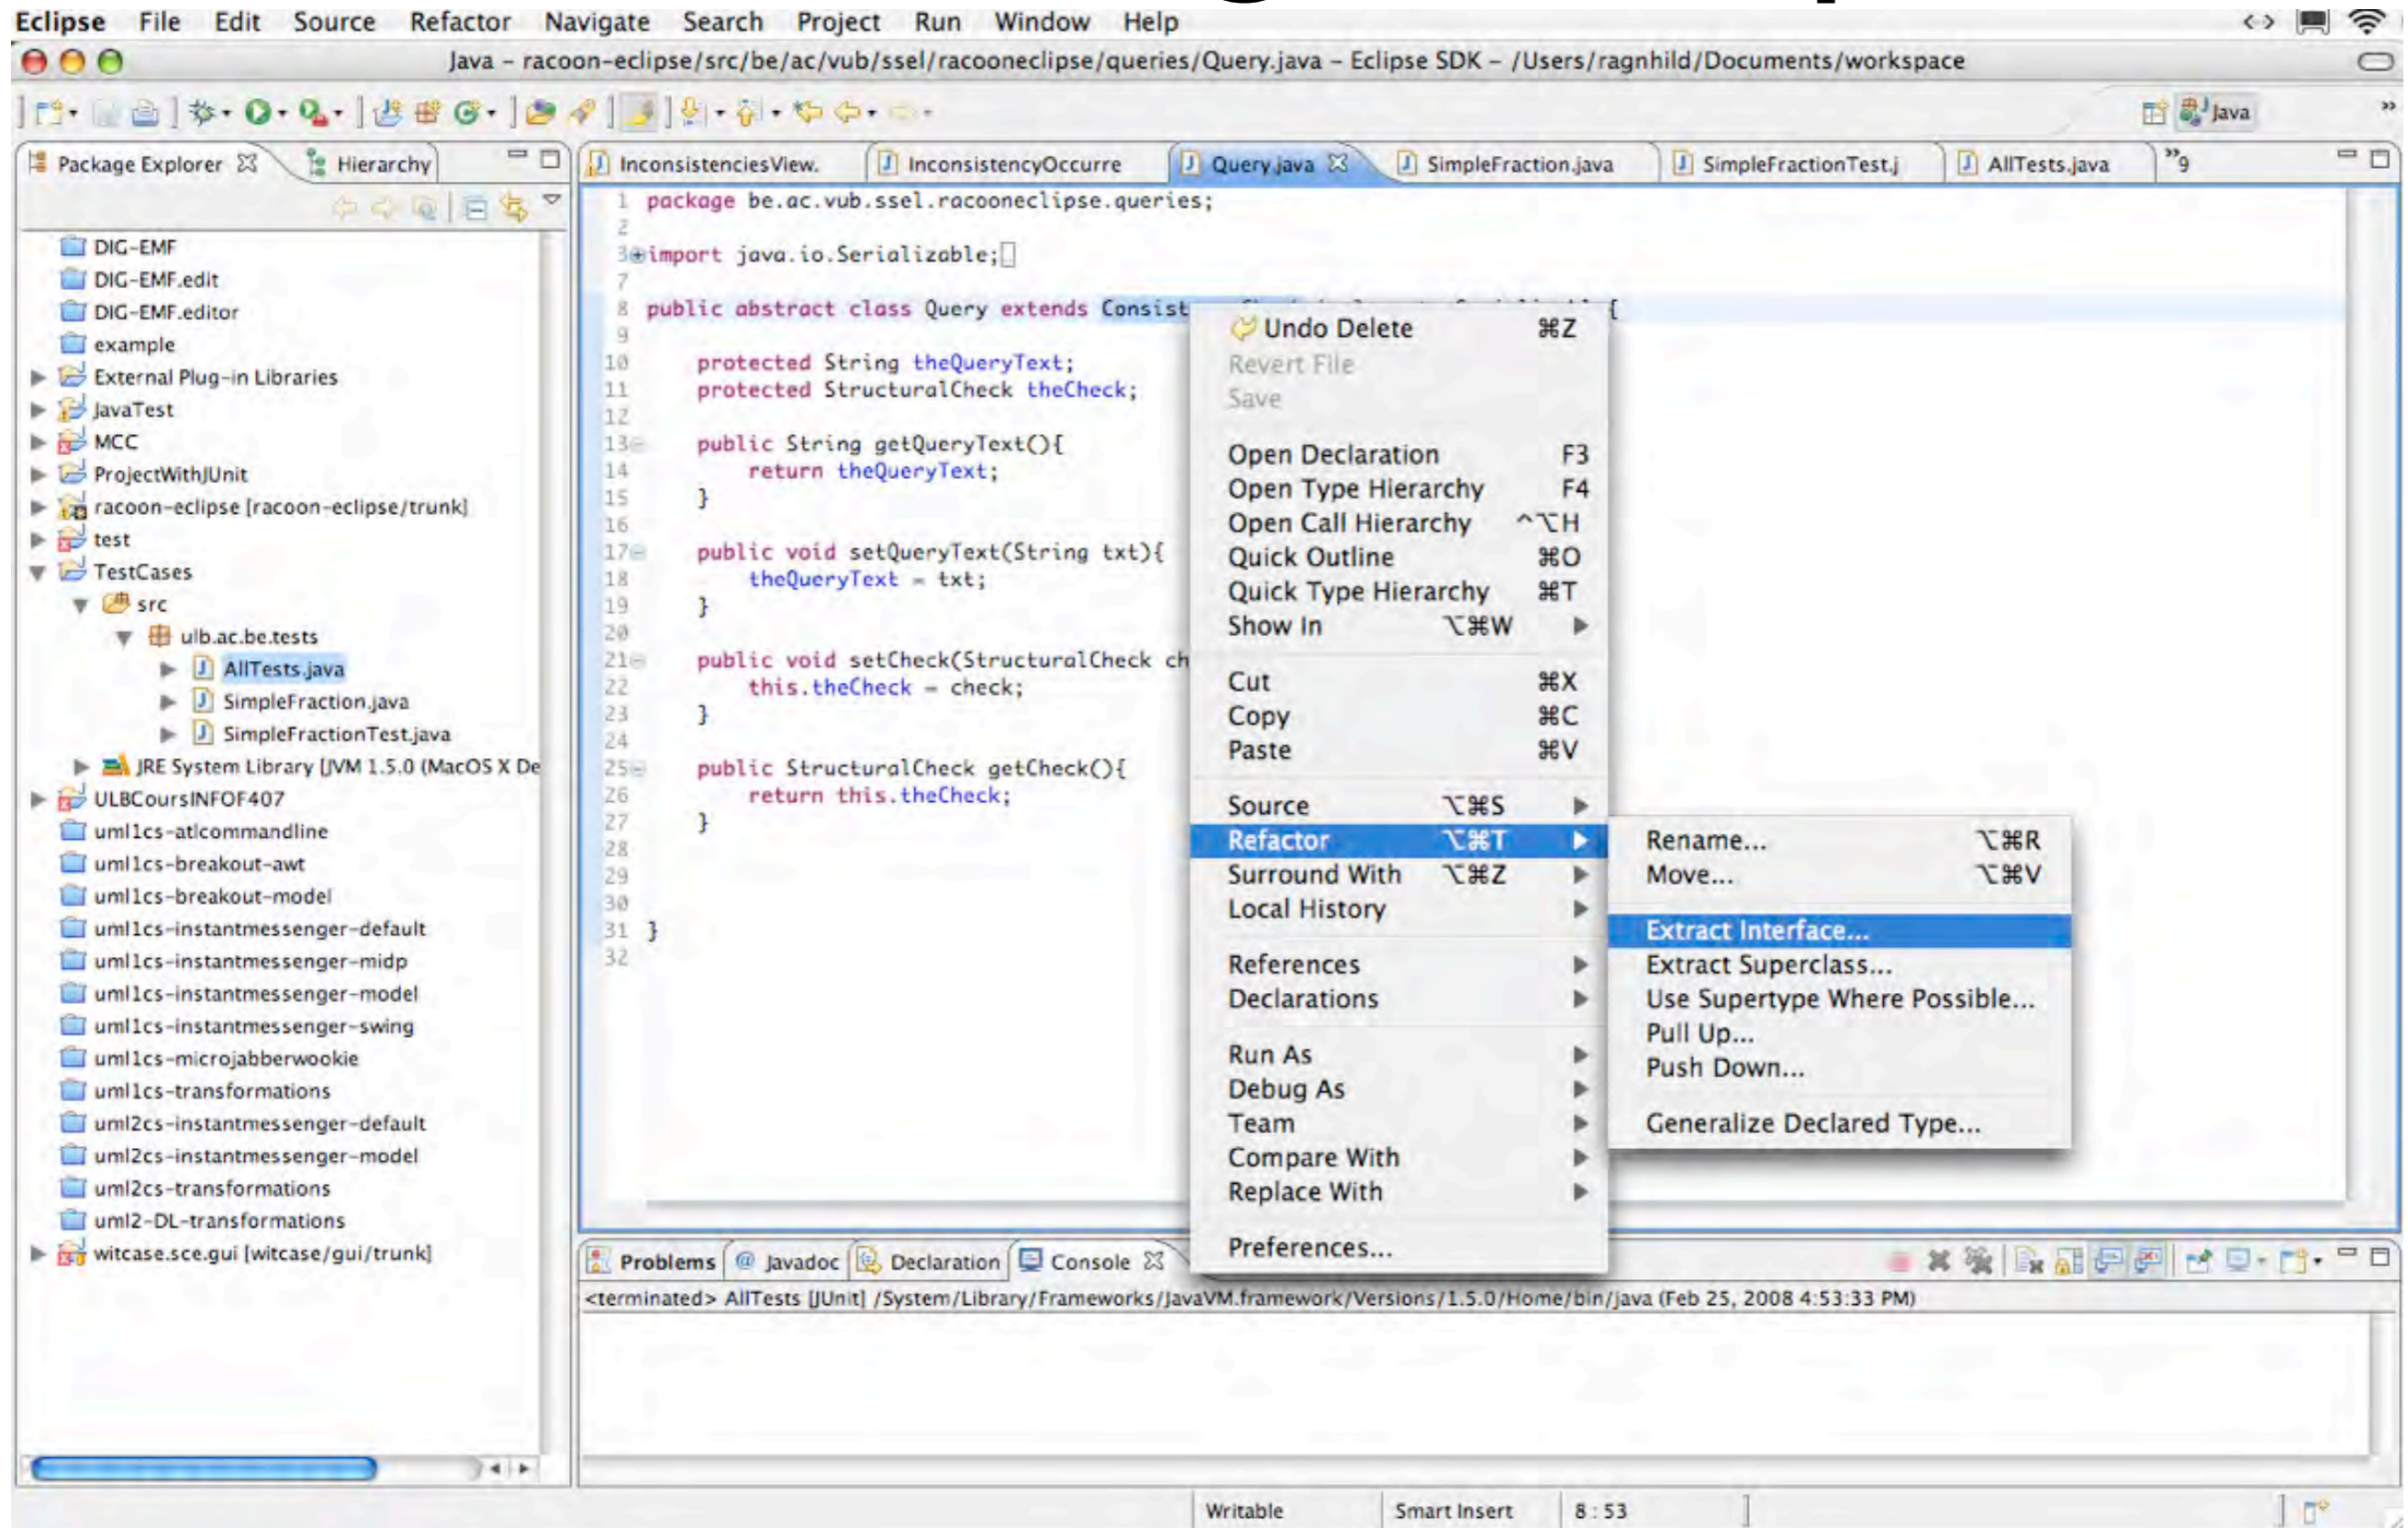 Eclipse File Edit Source Refactor Navigate Search Project Run Window Help
Java – racoon-eclipse/src/be/ac/vub/ssel/racooneclipse/queries/Query.java – Eclipse SDK – /Users/ragnhild/Documents/workspace
Java
»
Package Explorer
Hierarchy
DIG-EMF
DIG-EMF.edit
DIG-EMF.editor
example
External Plug-in Libraries
JavaTest
MCC
ProjectWithJUnit
racoon-eclipse [racoon-eclipse/trunk]
test
TestCases
src
ulb.ac.be.tests
AllTests.java
SimpleFraction.java
SimpleFractionTest.java
JRE System Library [JVM 1.5.0 (MacOS X De
ULBCoursINFOF407
uml1cs-atlcommandline
uml1cs-breakout-awt
uml1cs-breakout-model
uml1cs-instantmessenger-default
uml1cs-instantmessenger-midp
uml1cs-instantmessenger-model
uml1cs-instantmessenger-swing
uml1cs-microjabberwookie
uml1cs-transformations
uml2cs-instantmessenger-default
uml2cs-instantmessenger-model
uml2cs-transformations
uml2-DL-transformations
witcase.sce.gui [witcase/gui/trunk]
InconsistenciesView. InconsistencyOccurre Query.java SimpleFraction.java SimpleFractionTest.j AllTests.java »9
1 package be.ac.vub.ssel.racooneclipse.queries;
2
3 import java.io.Serializable;
7
8 public abstract class Query extends Consist {
9
10 protected String theQueryText;
11 protected StructuralCheck theCheck;
12
13 public String getQueryText(){
14 return theQueryText;
15 }
16
17 public void setQueryText(String txt){
18 theQueryText = txt;
19 }
20
21 public void setCheck(StructuralCheck ch
22 this.theCheck = check;
23 }
24
25 public StructuralCheck getCheck(){
26 return this.theCheck;
27 }
28
29
30
31 }
32
Undo Delete ⌘Z
Revert File
Save
Open Declaration F3
Open Type Hierarchy F4
Open Call Hierarchy ^⌥H
Quick Outline ⌘O
Quick Type Hierarchy ⌘T
Show In ⌥⌘W
Cut ⌘X
Copy ⌘C
Paste ⌘V
Source ⌥⌘S
Refactor ⌥⌘T
Surround With ⌥⌘Z
Local History
References
Declarations
Run As
Debug As
Team
Compare With
Replace With
Preferences...
Rename... ⌥⌘R
Move... ⌥⌘V
Extract Interface...
Extract Superclass...
Use Supertype Where Possible...
Pull Up...
Push Down...
Generalize Declared Type...
Problems @ Javadoc Declaration Console
<terminated> AllTests [JUnit] /System/Library/Frameworks/JavaVM.framework/Versions/1.5.0/Home/bin/java (Feb 25, 2008 4:53:33 PM)
Writable Smart Insert 8 : 53